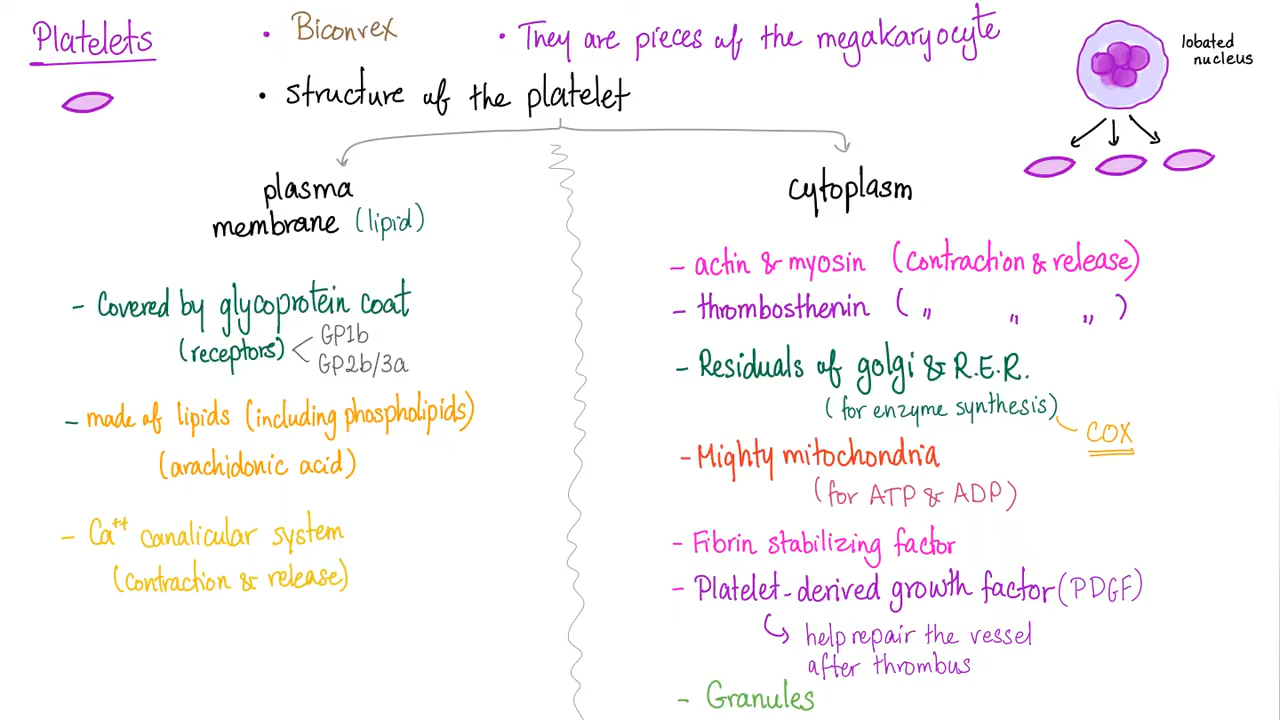 Platelets
• Biconvex
• They are pieces of the megakaryocyte
lobated
nucleus
• structure of the platelet
plasma
membrane (lipid)
- Covered by glycoprotein coat
(receptors)
GP1b
GP2b/3a
- made of lipids (including phospholipids)
(arachidonic acid)
- Ca++ canalicular system
(contraction & release)
cytoplasm
- actin & myosin (contraction & release)
- thrombosthenin ( " " " )
- Residuals of golgi & R.E.R.
(for enzyme synthesis)
COX
- Mighty mitochondria
(for ATP & ADP)
- Fibrin stabilizing factor
- Platelet-derived growth factor (PDGF)
help repair the vessel
after thrombus
- Granules